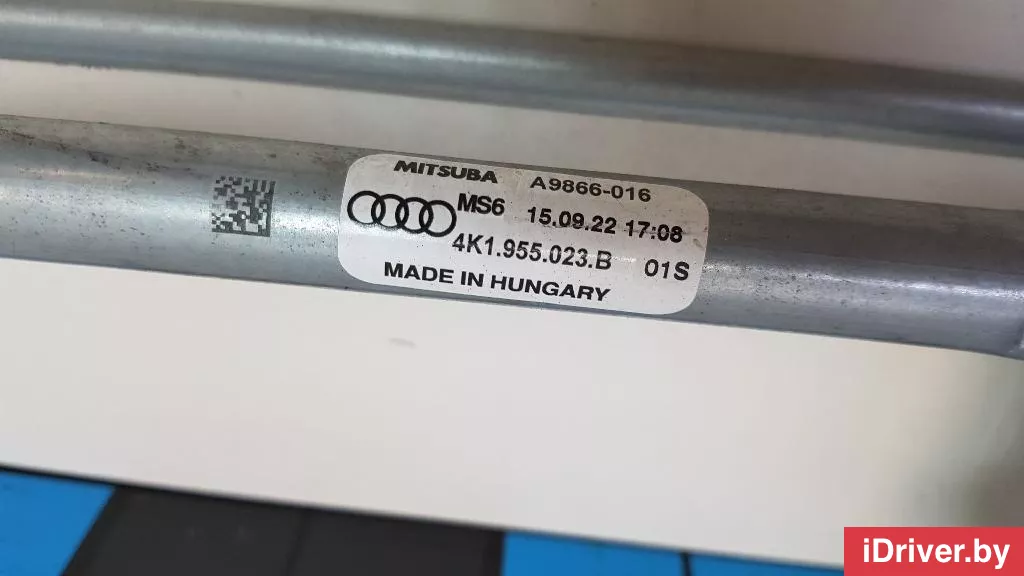 MITSUBA A9866-016
MS6 15.09.22 17:08
4K1.955.023.B 01S
MADE IN HUNGARY
iDriver.by